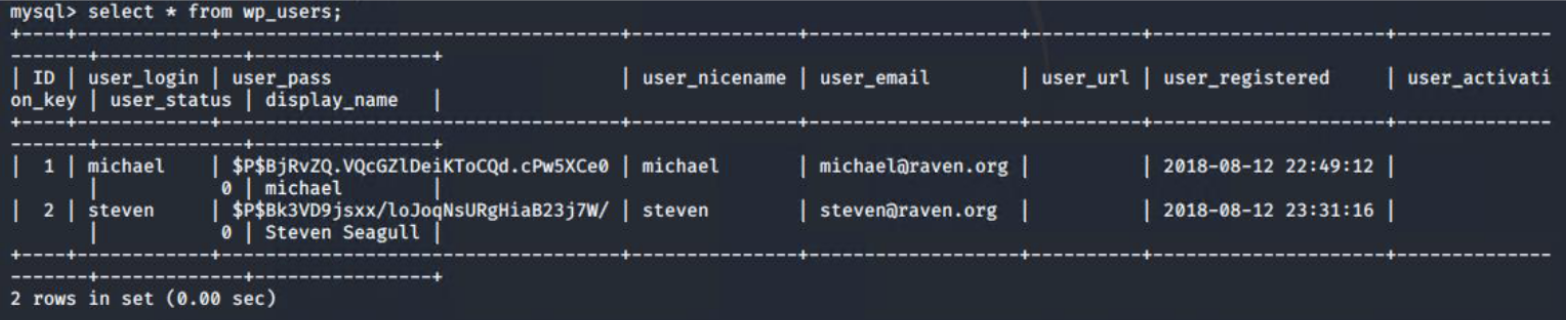 mysql> select * from wp_users;
+----+------------+------------------------------------+---------------+-------------------+----------+---------------------+--------------
-------+-------------+----------------+
| ID | user_login | user_pass                          | user_nicename | user_email        | user_url | user_registered     | user_activati
on_key | user_status | display_name   |
+----+------------+------------------------------------+---------------+-------------------+----------+---------------------+--------------
-------+-------------+----------------+
|  1 | michael    | $P$BjRvZQ.VQcGZlDeiKToCQd.cPw5XCe0 | michael       | michael@raven.org |          | 2018-08-12 22:49:12 |
       |           0 | michael        |
|  2 | steven     | $P$Bk3VD9jsxx/loJoqNsURgHiaB23j7W/ | steven        | steven@raven.org  |          | 2018-08-12 23:31:16 |
       |           0 | Steven Seagull |
+----+------------+------------------------------------+---------------+-------------------+----------+---------------------+--------------
-------+-------------+----------------+
2 rows in set (0.00 sec)